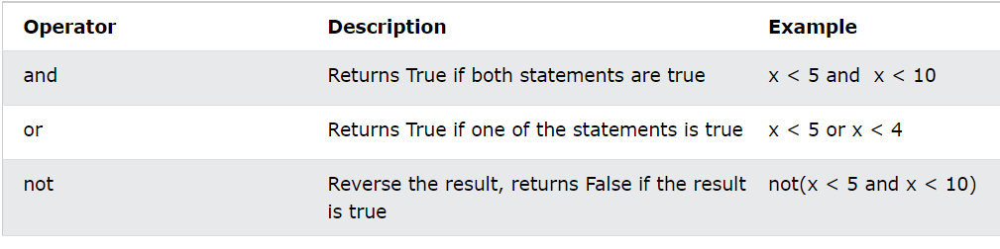 Operator Description Example
and Returns True if both statements are true x < 5 and  x < 10
or Returns True if one of the statements is true x < 5 or x < 4
not Reverse the result, returns False if the result not(x < 5 and x < 10)
is true